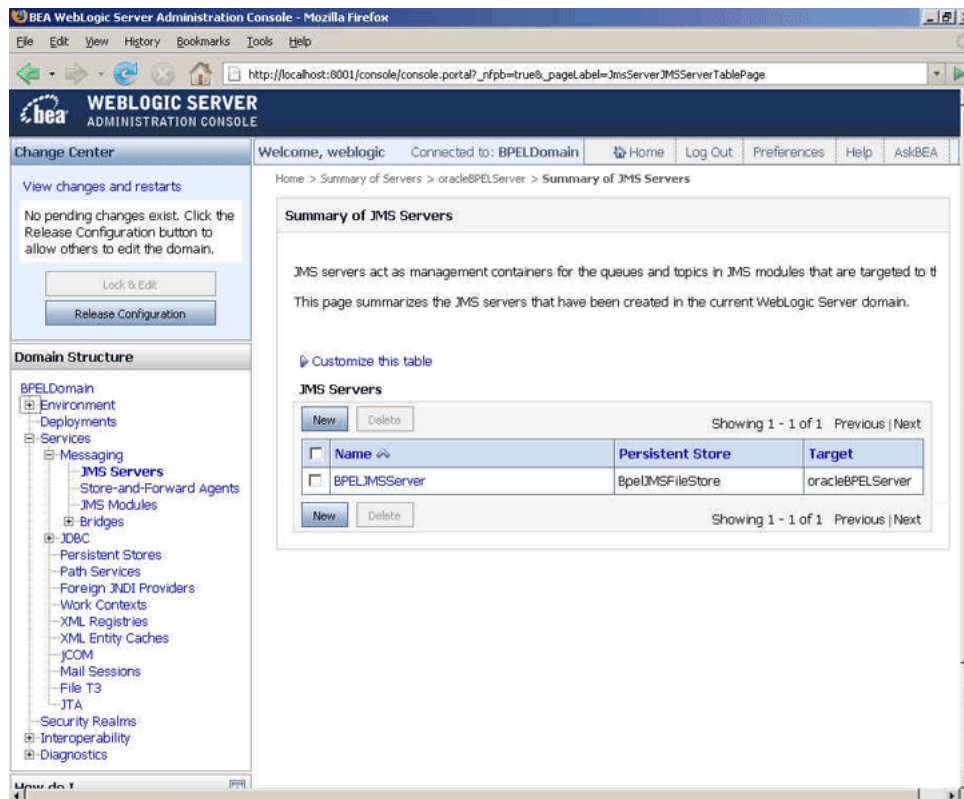 BEA WebLogic Server Administration Console - Mozilla Firefox
File Edit View History Bookmarks Tools Help
http://localhost:8001/console/console.portal?_nfpb=true&_pageLabel=JmsServerJMSServerTablePage
bea WEBLOGIC SERVER
ADMINISTRATION CONSOLE
Change Center
View changes and restarts
No pending changes exist. Click the
Release Configuration button to
allow others to edit the domain.
Lock & Edit
Release Configuration
Domain Structure
BPELDomain
Environment
Deployments
Services
Messaging
JMS Servers
Store-and-Forward Agents
JMS Modules
Bridges
JDBC
Persistent Stores
Path Services
Foreign JNDI Providers
Work Contexts
XML Registries
XML Entity Caches
jCOM
Mail Sessions
File T3
JTA
Security Realms
Interoperability
Diagnostics
How do I
Welcome, weblogic Connected to: BPELDomain Home Log Out Preferences Help AskBEA
Home > Summary of Servers > oracleBPELServer > Summary of JMS Servers
Summary of JMS Servers
JMS servers act as management containers for the queues and topics in JMS modules that are targeted to
This page summarizes the JMS servers that have been created in the current WebLogic Server domain.
Customize this table
JMS Servers
New Delete Showing 1 - 1 of 1 Previous | Next
Name Persistent Store Target
BPELJMSServer BpelJMSFileStore oracleBPELServer
New Delete Showing 1 - 1 of 1 Previous | Next